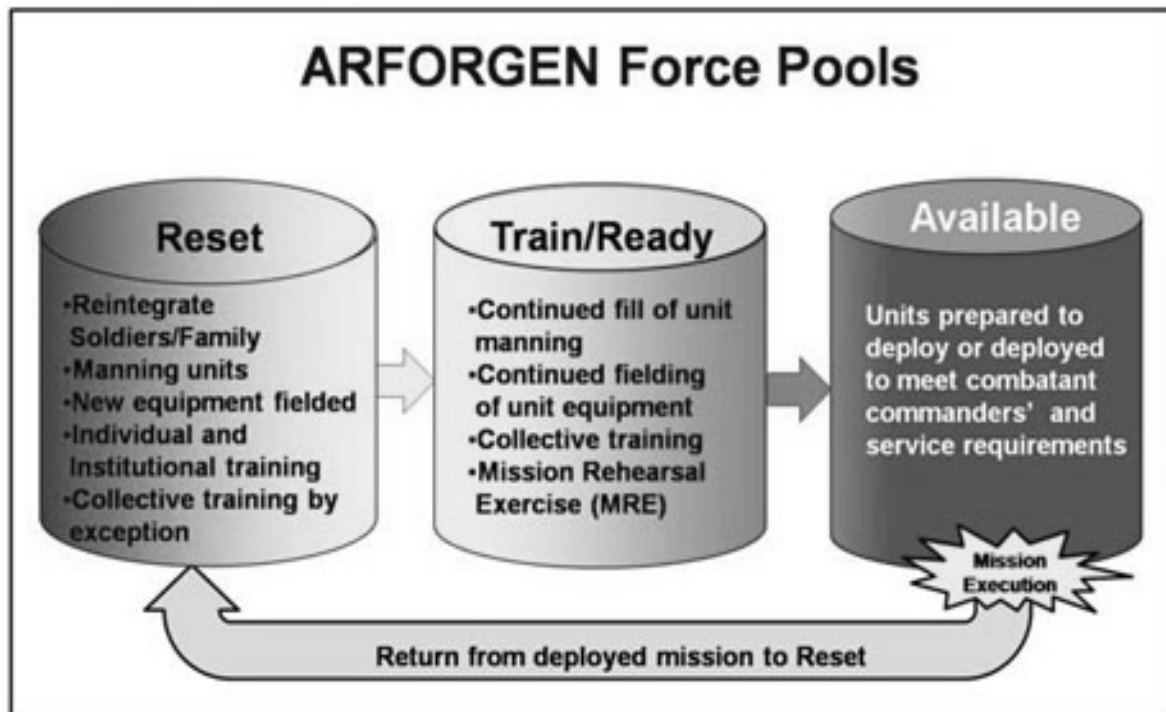 ARFORGEN Force Pools
Reset
•Reintegrate
Soldiers/Family
•Manning units
•New equipment fielded
•Individual and
Institutional training
•Collective training by
exception
Train/Ready
•Continued fill of unit
manning
•Continued fielding
of unit equipment
•Collective training
•Mission Rehearsal
Exercise (MRE)
Available
Units prepared to
deploy or deployed
to meet combatant
commanders' and
service requirements
Mission
Execution
Return from deployed mission to Reset